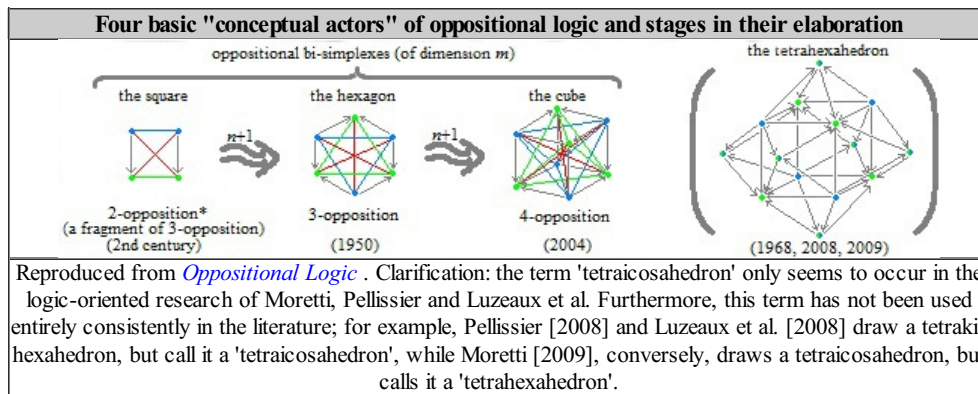 Four basic "conceptual actors" of oppositional logic and stages in their elaboration
oppositional bi-simplexes (of dimension m)
the tetrahexahedron
the square
the hexagon
the cube
n+1
n+1
2-opposition*
(a fragment of 3-opposition)
(2nd century)
3-opposition
(1950)
4-opposition
(2004)
(1968, 2008, 2009)
Reproduced from Oppositional Logic . Clarification: the term 'tetraicosahedron' only seems to occur in the
logic-oriented research of Moretti, Pellissier and Luzeaux et al. Furthermore, this term has not been used
entirely consistently in the literature; for example, Pellissier [2008] and Luzeaux et al. [2008] draw a tetraki
hexahedron, but call it a 'tetraicosahedron', while Moretti [2009], conversely, draws a tetraicosahedron, bu
calls it a 'tetrahexahedron'.